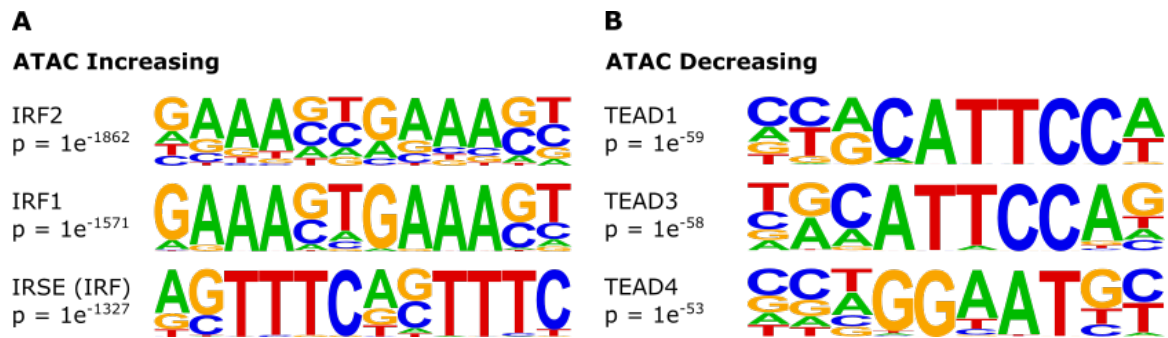 A
ATAC Increasing
IRF2
p = 1e-1862
IRF1
p = 1e-1571
IRSE (IRF)
p = 1e-1327
B
ATAC Decreasing
TEAD1
p = 1e-59
TEAD3
p = 1e-58
TEAD4
p = 1e-53